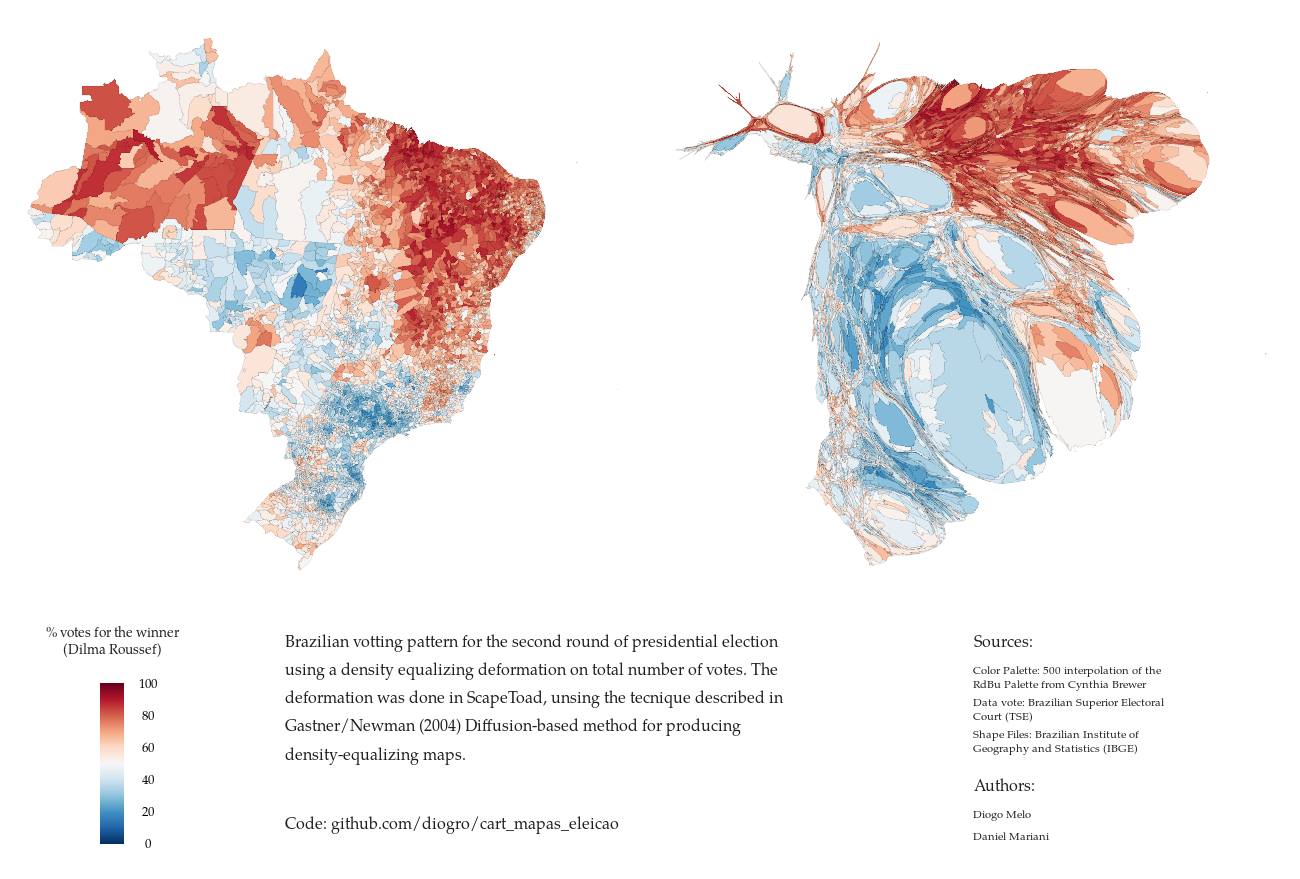 % votes for the winner
(Dilma Roussef)
100
80
60
40
20
0
Brazilian votting pattern for the second round of presidential election
using a density equalizing deformation on total number of votes. The
deformation was done in ScapeToad, unsing the tecnique described in
Gastner/Newman (2004) Diffusion-based method for producing
density-equalizing maps.
Code: github.com/diogro/cart_mapas_eleicao
Sources:
Color Palette: 500 interpolation of the
RdBu Palette from Cynthia Brewer
Data vote: Brazilian Superior Electoral
Court (TSE)
Shape Files: Brazilian Institute of
Geography and Statistics (IBGE)
Authors:
Diogo Melo
Daniel Mariani